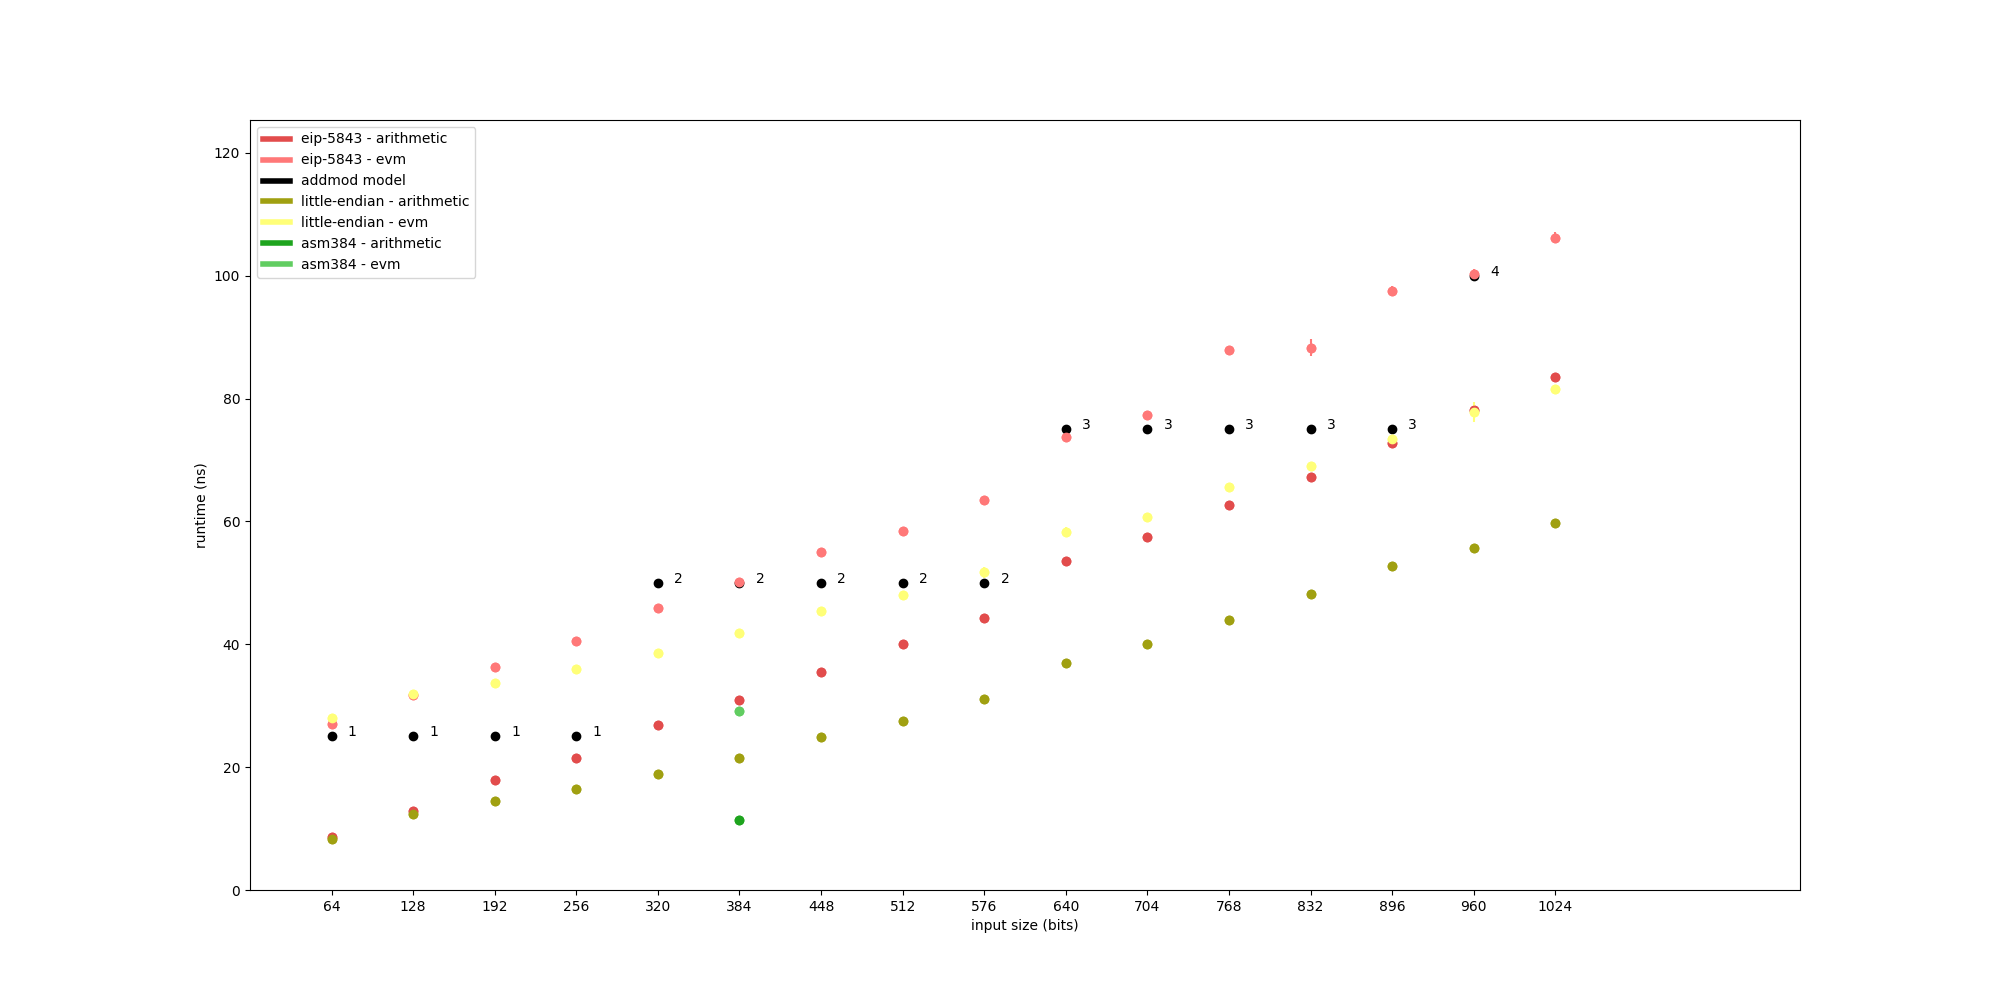 eip-5843 - arithmetic
eip-5843 - evm
addmod model
little-endian - arithmetic
little-endian - evm
asm384 - arithmetic
asm384 - evm
120
100
80
60
40
20
0
runtime (ns)
4
3 3 3 3 3
2 2 2 2 2
1 1 1 1
64 128 192 256 320 384 448 512 576 640 704 768 832 896 960 1024
input size (bits)